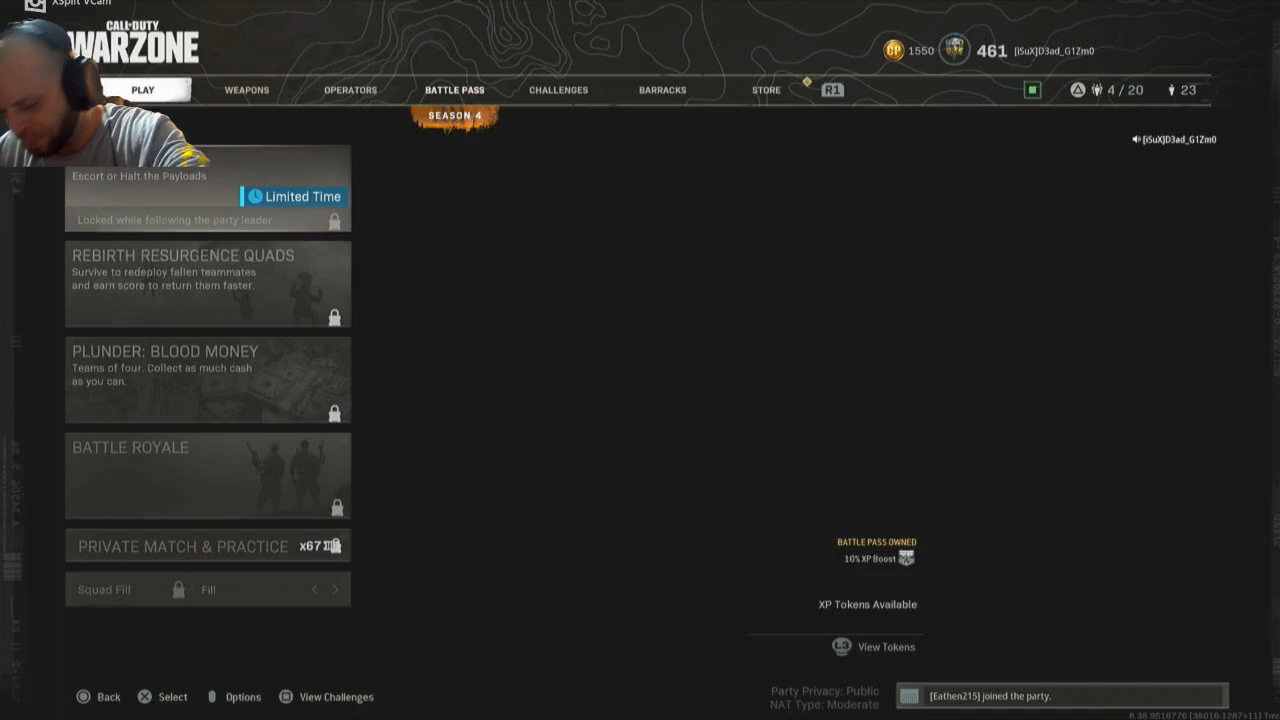 XSplit VCam
CALL OF DUTY
WARZONE
CP 1550 461 [iSuX]D3ad_G1Zm0
PLAY WEAPONS OPERATORS BATTLE PASS CHALLENGES BARRACKS STORE R1 4 / 20 23
SEASON 4
[iSuX]D3ad_G1Zm0
Escort or Halt the Payloads
Limited Time
Locked while following the party leader.
REBIRTH RESURGENCE QUADS
Survive to redeploy fallen teammates
and earn score to return them faster.
PLUNDER: BLOOD MONEY
Teams of four. Collect as much cash
as you can.
BATTLE ROYALE
PRIVATE MATCH & PRACTICE x67
Squad Fill Fill
BATTLE PASS OWNED
10% XP Boost
XP Tokens Available
L3 View Tokens
Back Select Options View Challenges
Party Privacy: Public
NAT Type: Moderate
[Eathen215] joined the party.